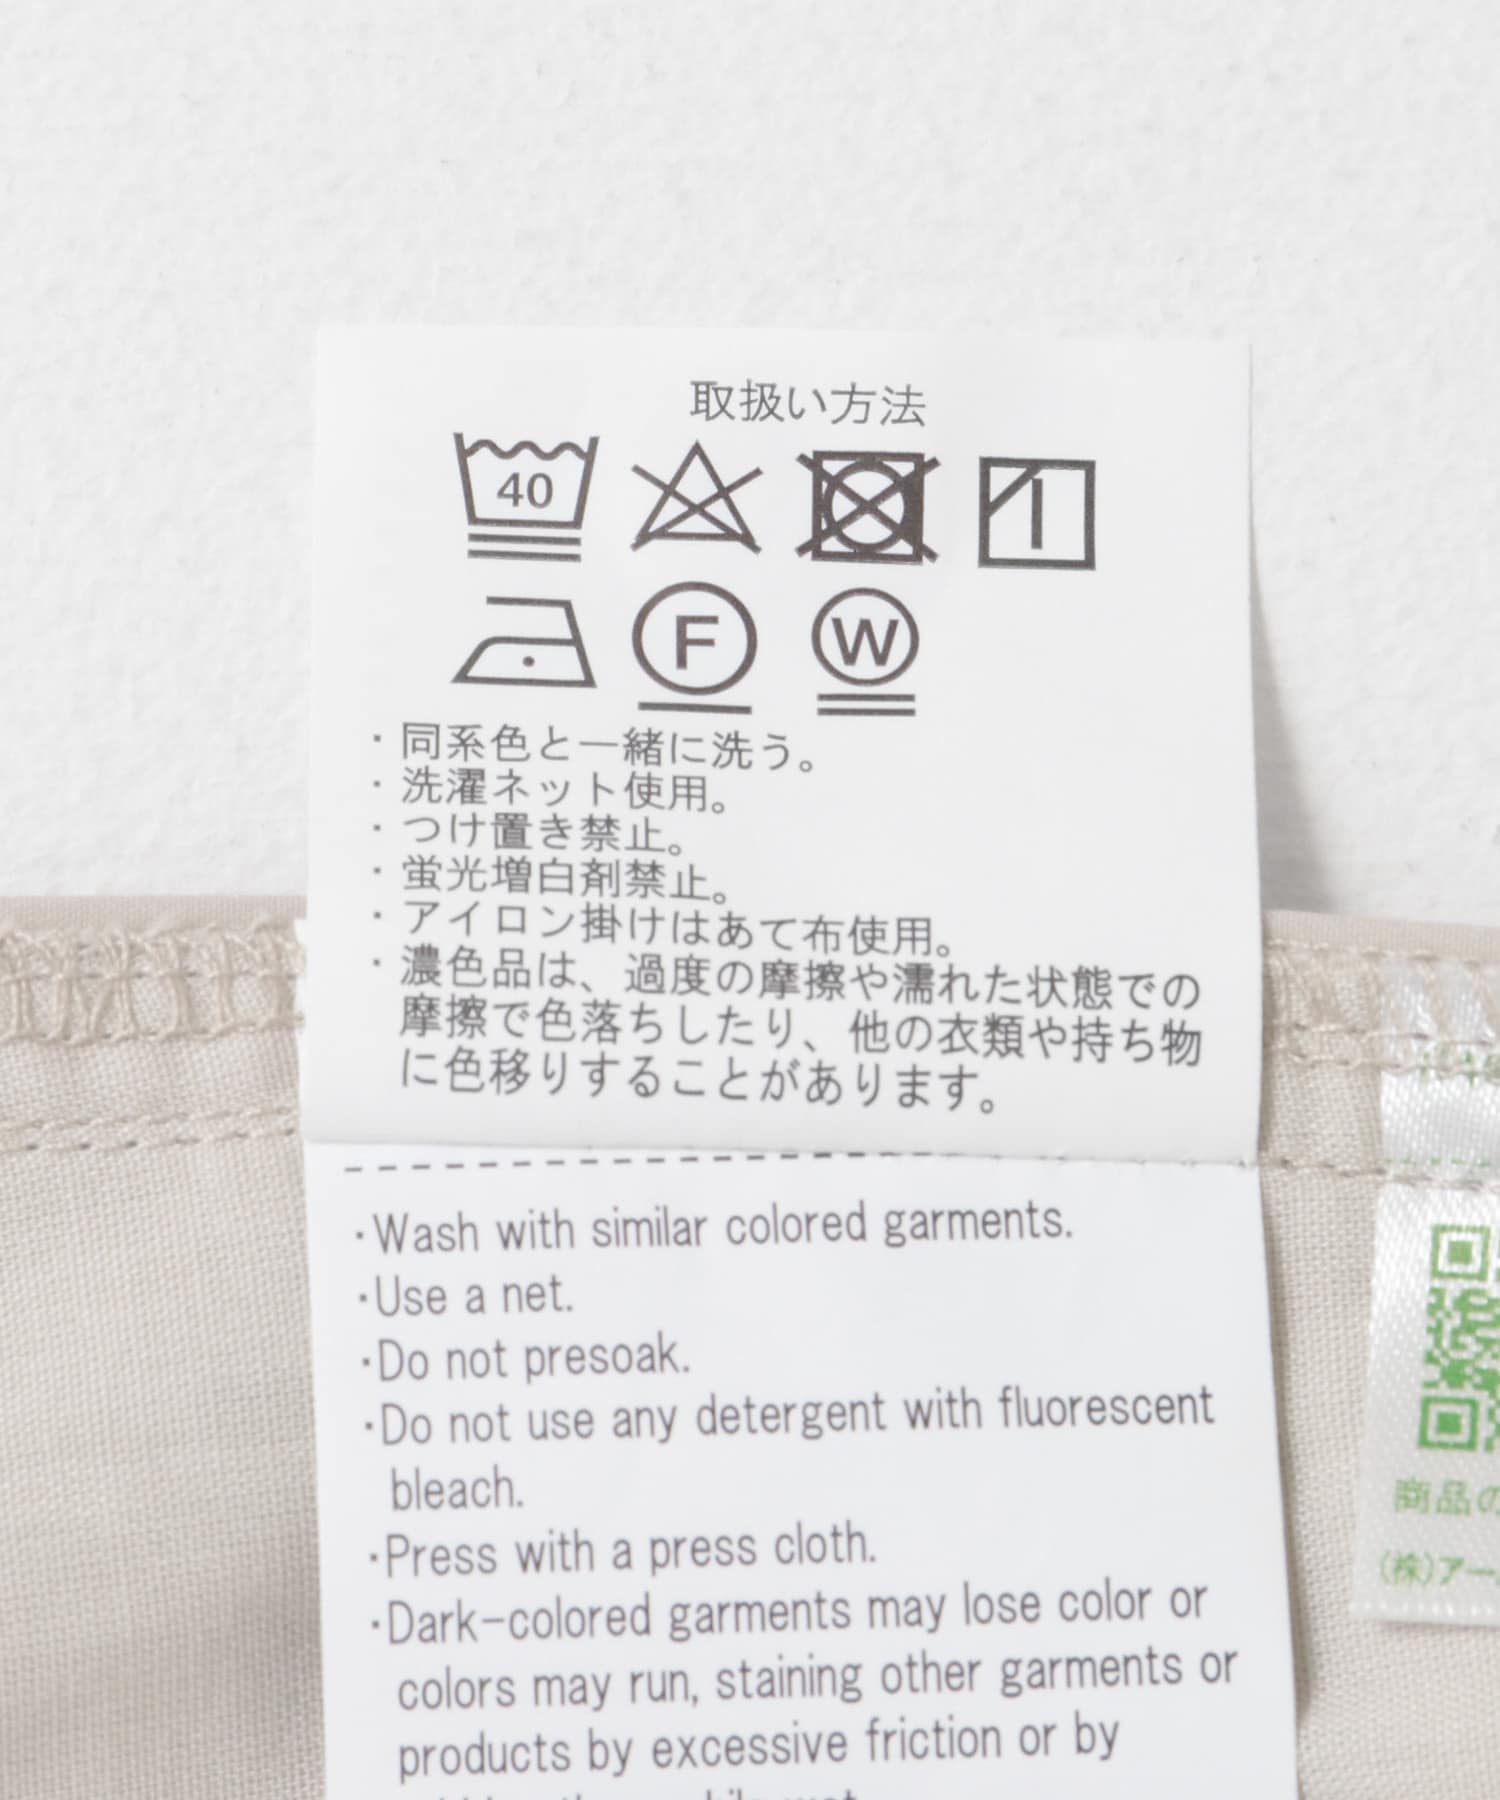 取扱い方法
40
F
W
・同系色と一緒に洗う。
・洗濯ネット使用。
・つけ置き禁止。
・蛍光増白剤禁止。
・アイロン掛けはあて布使用。
・濃色品は、過度の摩擦や濡れた状態での
摩擦で色落ちしたり、他の衣類や持ち物
に色移りすることがあります。
・Wash with similar colored garments.
・Use a net.
・Do not presoak.
・Do not use any detergent with fluorescent
bleach.
・Press with a press cloth.
・Dark-colored garments may lose color or
colors may run, staining other garments or
products by excessive friction or by
商品の
(株)アー